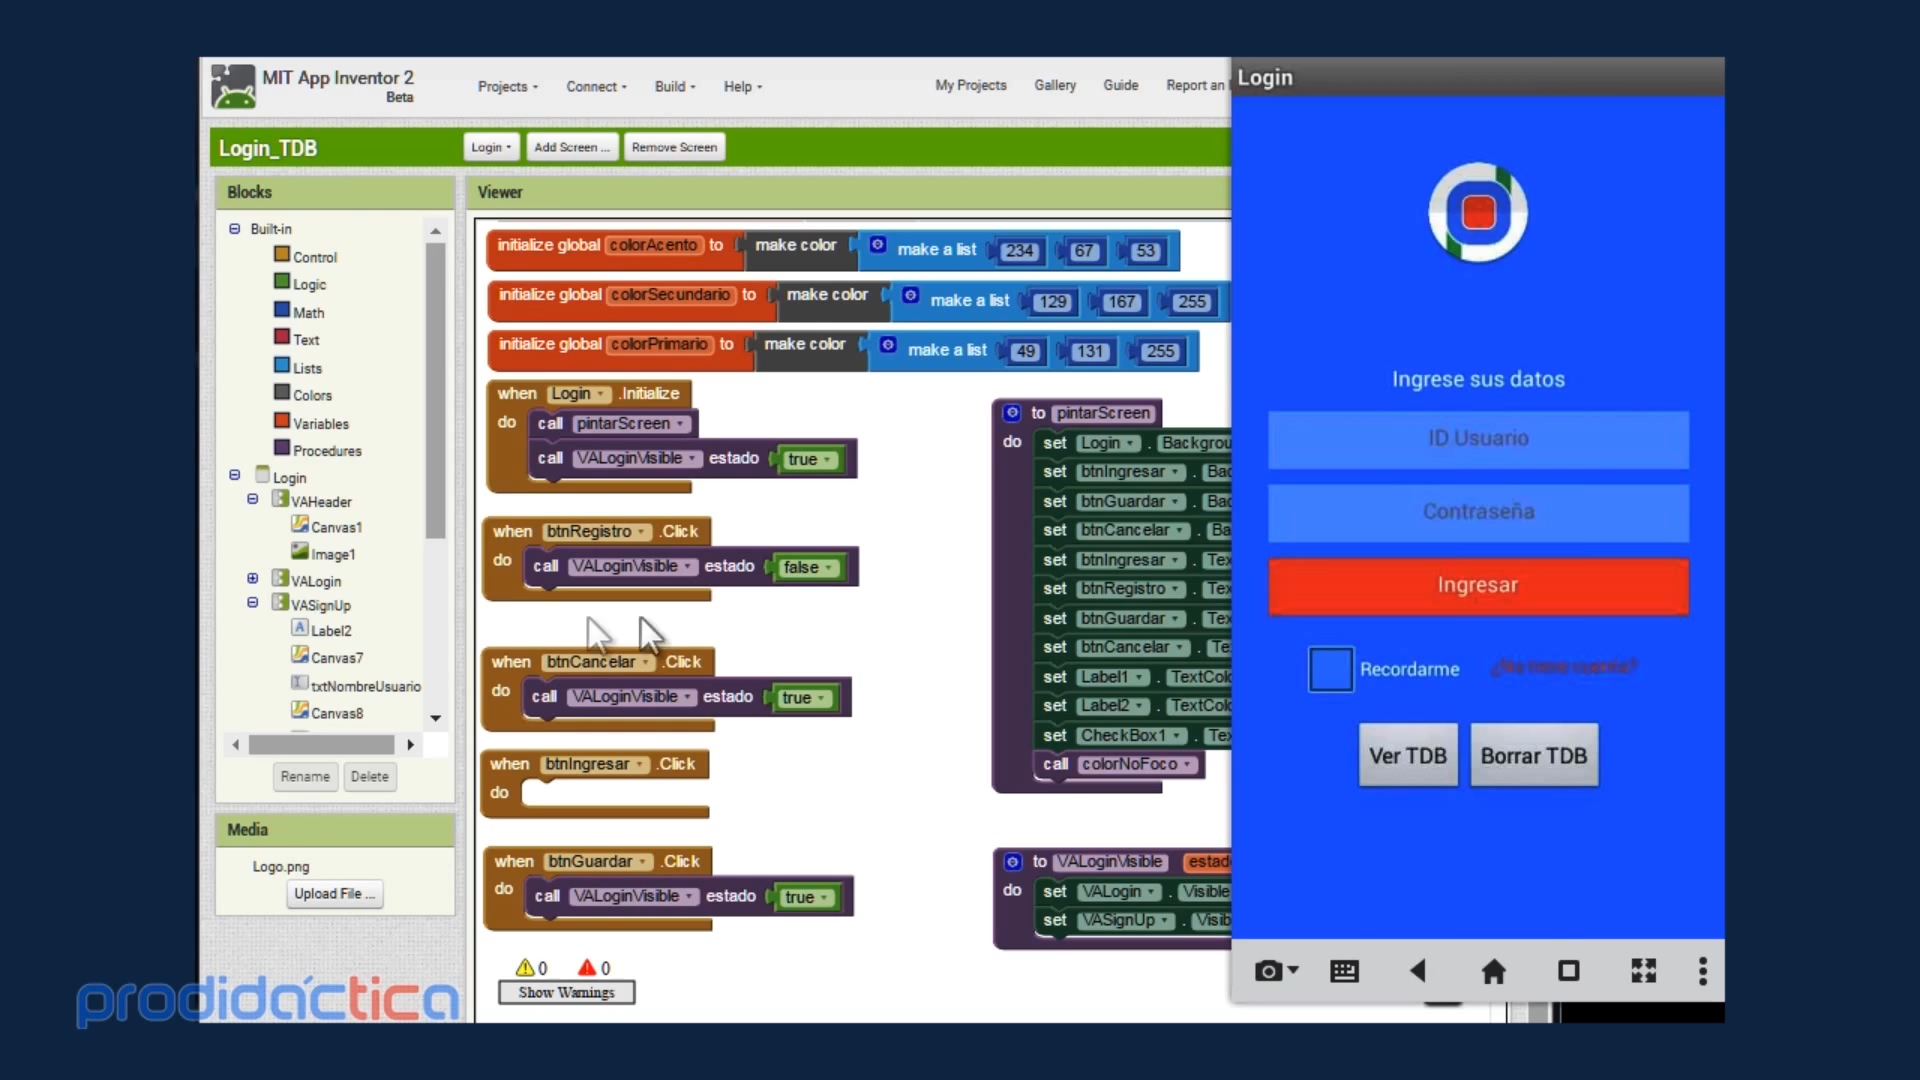 MIT App Inventor 2
Beta
Projects
Connect
Build
Help
My Projects
Gallery
Guide
Report an
Login_TDB
Login
Add Screen ...
Remove Screen
Blocks
Built-in
Control
Logic
Math
Text
Lists
Colors
Variables
Procedures
Login
VAHeader
Canvas1
Image1
VALogin
VASignUp
Label2
Canvas7
txtNombreUsuario
Canvas8
Rename
Delete
Media
Logo.png
Upload File ...
Viewer
initialize global colorAcento to make color make a list 234 67 53
initialize global colorSecundario to make color make a list 129 167 255
initialize global colorPrimario to make color make a list 49 131 255
when Login .Initialize
do call pintarScreen
call VALoginVisible estado true
when btnRegistro .Click
do call VALoginVisible estado false
when btnCancelar .Click
do call VALoginVisible estado true
when btnIngresar .Click
do
when btnGuardar .Click
do call VALoginVisible estado true
0 0
Show Warnings
to pintarScreen
do set Login . Backgrou
set btnIngresar . Bac
set btnGuardar . Bac
set btnCancelar . Ba
set btnIngresar . Tex
set btnRegistro . Tex
set btnGuardar . Tex
set btnCancelar . Te
set Label1 . TextCol
set Label2 . TextCol
set CheckBox1 . Tex
call colorNoFoco
to VALoginVisible estad
do set VALogin . Visible
set VASignUp . Visib
Login
Ingrese sus datos
ID Usuario
Contraseña
Ingresar
Recordarme
Ver TDB
Borrar TDB
prodidáctica